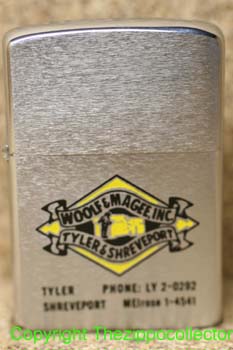 WOOLF & MAGEE, INC.
TYLER & SHREVEPORT
TYLER PHONE: LY 2-0292
SHREVEPORT MElrose 1-4541
Copyright Thezippocollector